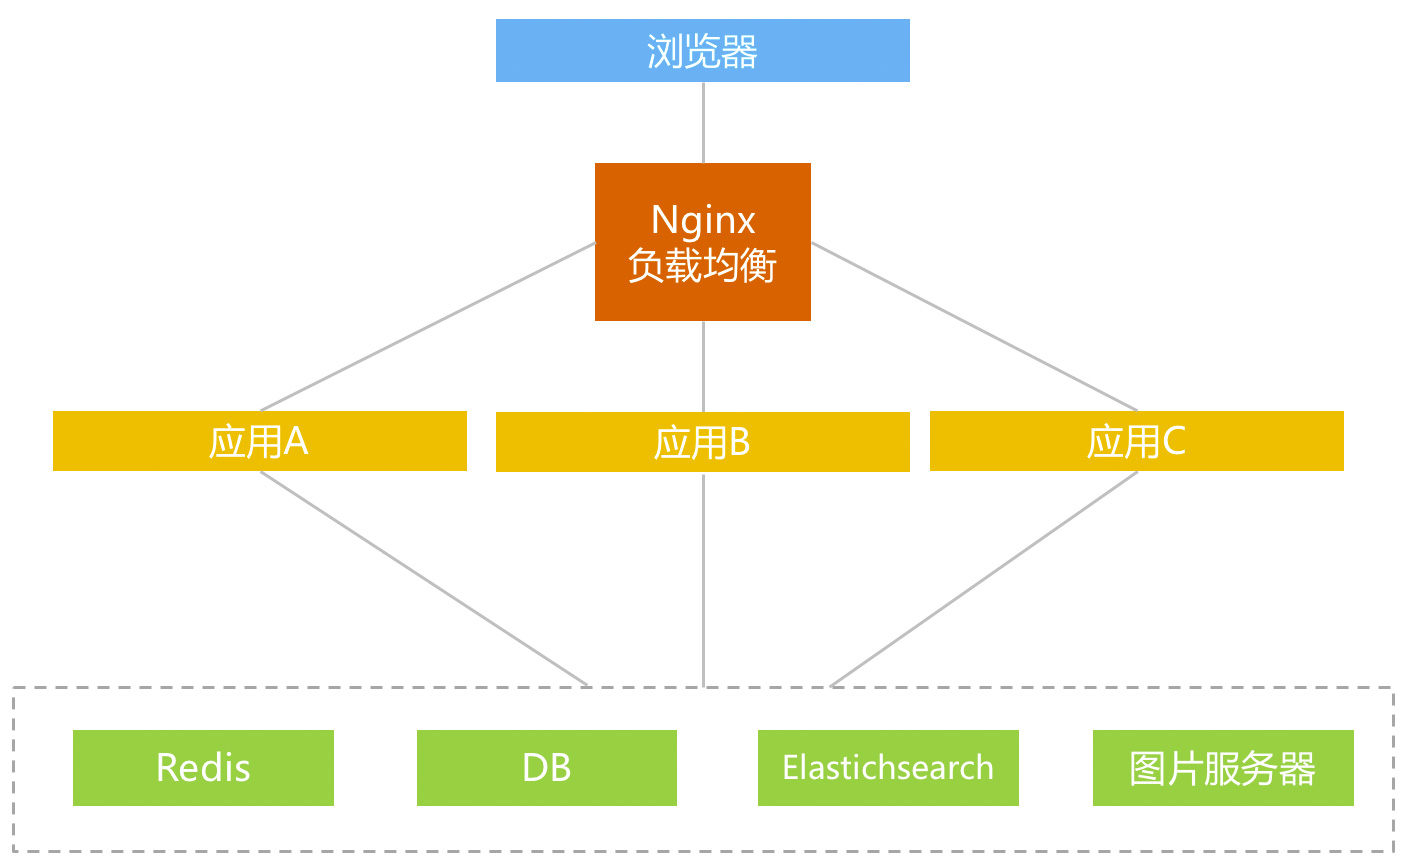 浏览器
Nginx
负载均衡
应用A
应用B
应用C
Redis
DB
Elastichsearch
图片服务器